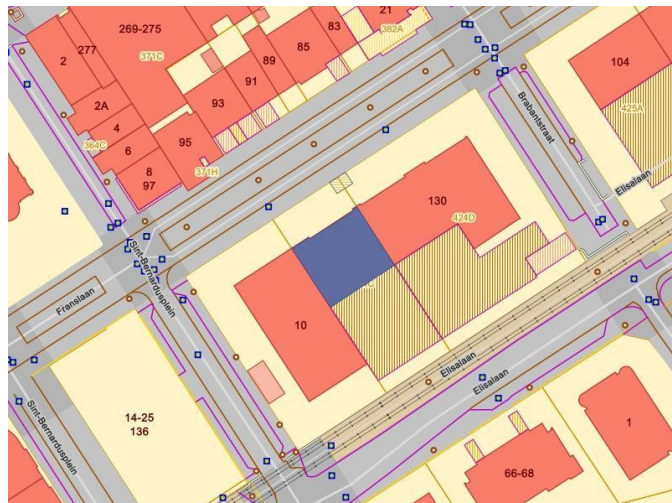 269-275
21
83
382A
277
2
371C
85
89
91
104
2A
93
4
425A
Brabantstraat
364C
6
95
8
97
371H
Elisalaan
130
424D
Sint-Bernardusplein
Franslaan
10
Elisalaan
Elisalaan
14-25
136
Sint-Bernardusplein
1
66-68